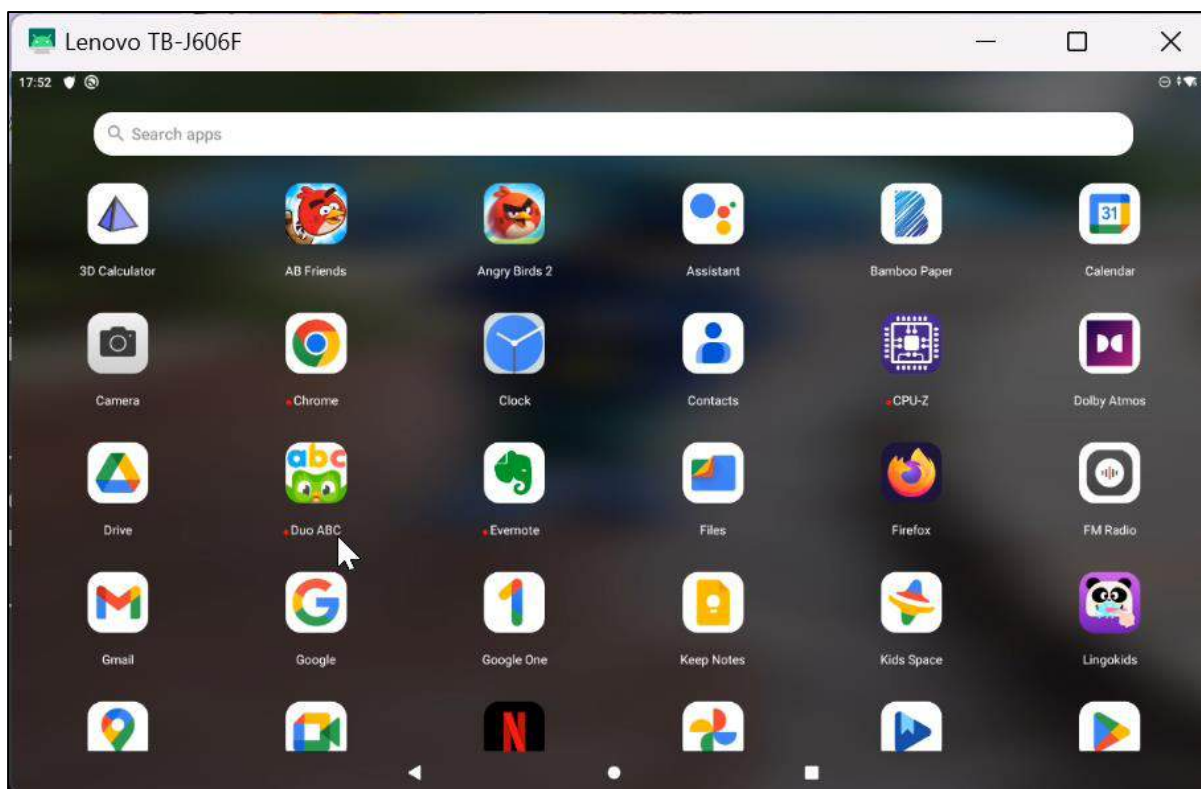 Lenovo TB-J606F
17:52
Search apps
3D Calculator AB Friends Angry Birds 2 Assistant Bamboo Paper Calendar
31
Camera Chrome Clock Contacts CPU-Z Dolby Atmos
abc
Drive Duo ABC Evernote Files Firefox FM Radio
Gmail Google Google One Keep Notes Kids Space Lingokids